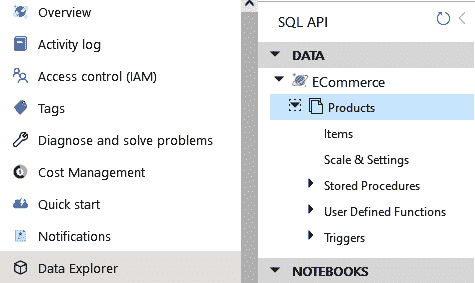 Overview
Activity log
Access control (IAM)
Tags
Diagnose and solve problems
Cost Management
Quick start
Notifications
Data Explorer
SQL API
DATA
ECommerce
Products
Items
Scale & Settings
Stored Procedures
User Defined Functions
Triggers
NOTEBOOKS